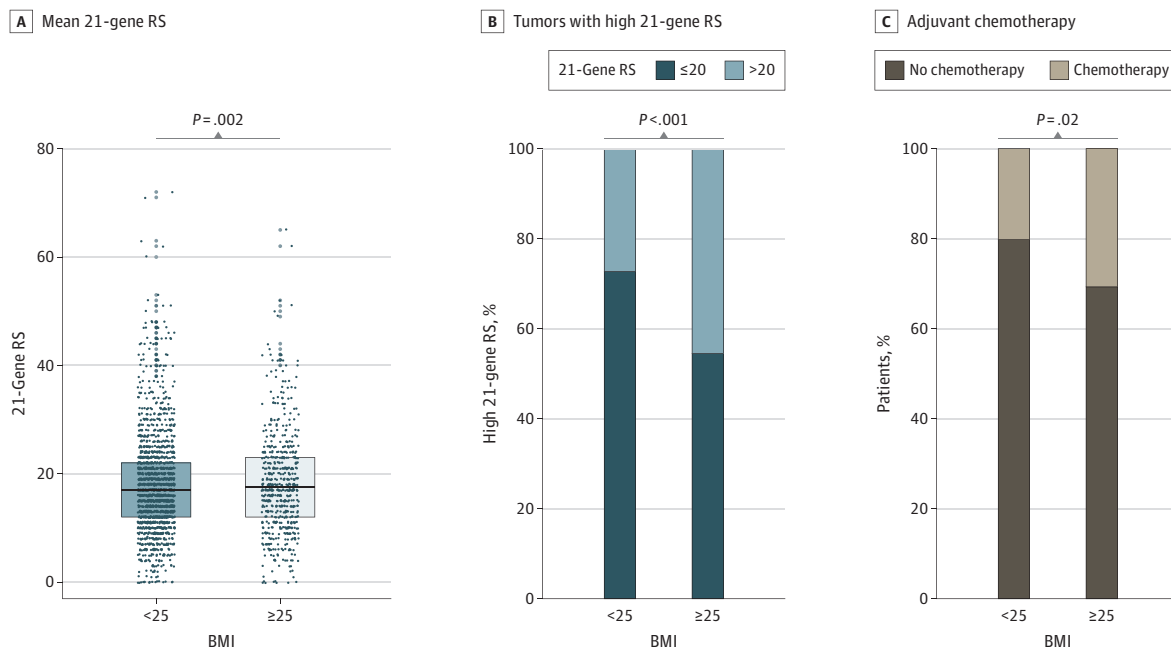 A Mean 21-gene RS
P = .002
80
60
40
20
0
21-Gene RS
<25
≥25
BMI
B Tumors with high 21-gene RS
21-Gene RS ≤20 >20
P <.001
100
80
60
40
20
0
High 21-gene RS, %
<25
≥25
BMI
C Adjuvant chemotherapy
No chemotherapy Chemotherapy
P = .02
100
80
60
40
20
0
Patients, %
<25
≥25
BMI